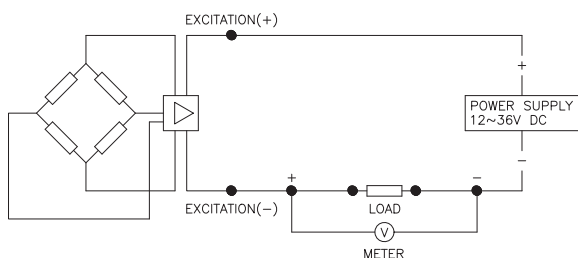 EXCITATION(+)
+
POWER SUPPLY
12~36V DC
−
+
−
EXCITATION(−)
LOAD
V
METER